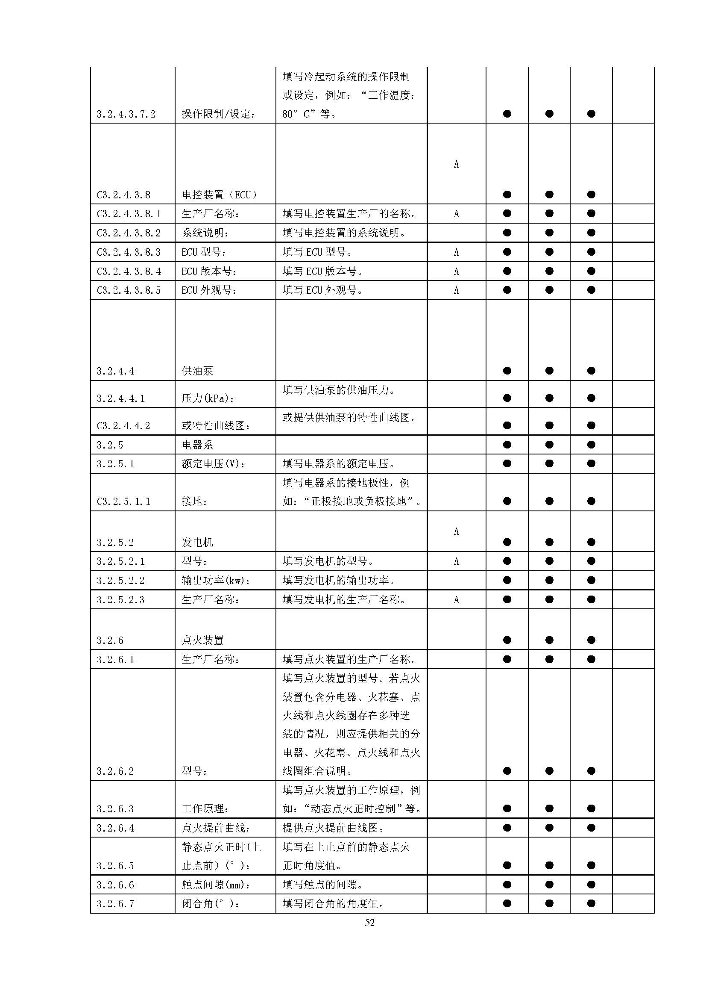 填写冷起动系统的操作限制
或设定，例如：“工作温度：
3.2.4.3.7.2 操作限制/设定： 80°C”等。 ● ● ●
A
C3.2.4.3.8 电控装置（ECU） ● ● ●
C3.2.4.3.8.1 生产厂名称： 填写电控装置生产厂的名称。 A ● ● ●
C3.2.4.3.8.2 系统说明： 填写电控装置的系统说明。 ● ● ●
C3.2.4.3.8.3 ECU型号： 填写ECU型号。 A ● ● ●
C3.2.4.3.8.4 ECU版本号： 填写ECU版本号。 A ● ● ●
C3.2.4.3.8.5 ECU外观号： 填写ECU外观号。 A ● ● ●
3.2.4.4 供油泵 ● ● ●
填写供油泵的供油压力。
3.2.4.4.1 压力(kPa)： ● ● ●
或提供供油泵的特性曲线图。
C3.2.4.4.2 或特性曲线图： ● ● ●
3.2.5 电器系 ● ● ●
3.2.5.1 额定电压(V)： 填写电器系的额定电压。 ● ● ●
填写电器系的接地极性，例
C3.2.5.1.1 接地： 如：“正极接地或负极接地”。 ● ● ●
A
3.2.5.2 发电机 ● ● ●
3.2.5.2.1 型号： 填写发电机的型号。 A ● ● ●
3.2.5.2.2 输出功率(kw)： 填写发电机的输出功率。 ● ● ●
3.2.5.2.3 生产厂名称： 填写发电机的生产厂名称。 A ● ● ●
3.2.6 点火装置 ● ● ●
3.2.6.1 生产厂名称： 填写点火装置的生产厂名称。 ● ● ●
填写点火装置的型号。若点火
装置包含分电器、火花塞、点
火线和点火线圈存在多种选
装的情况，则应提供相关的分
电器、火花塞、点火线和点火
3.2.6.2 型号： 线圈组合说明。 ● ● ●
填写点火装置的工作原理，例
3.2.6.3 工作原理： 如：“动态点火正时控制”等。 ● ● ●
3.2.6.4 点火提前曲线： 提供点火提前曲线图。 ● ● ●
静态点火正时(上 填写在上止点前的静态点火
3.2.6.5 止点前）(°)： 正时角度值。 ● ● ●
3.2.6.6 触点间隙(mm)： 填写触点的间隙。 ● ● ●
3.2.6.7 闭合角(°)： 填写闭合角的角度值。 ● ● ●
52